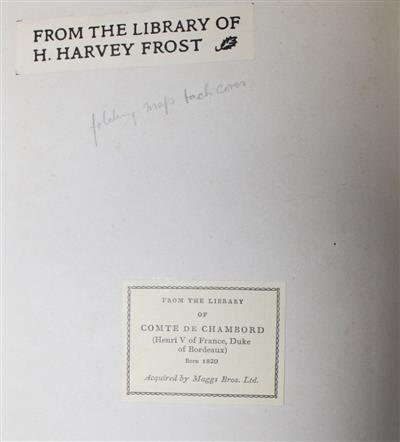 FROM THE LIBRARY OF
H. HARVEY FROST
folding map back cover
FROM THE LIBRARY
OF
COMTE DE CHAMBORD
(Henri V of France, Duke
of Bordeaux)
Born 1820
Acquired by Maggs Bros. Ltd.